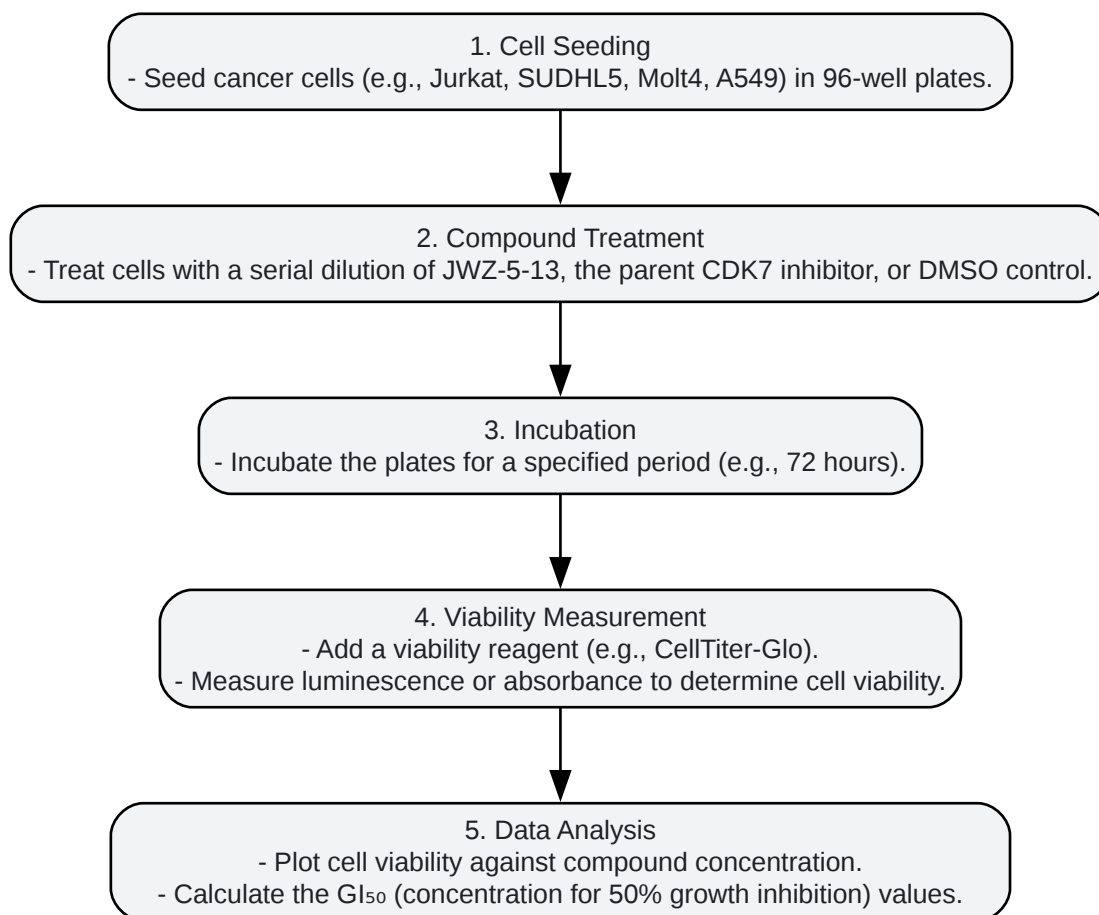 1. Cell Seeding
- Seed cancer cells (e.g., Jurkat, SUDHL5, Molt4, A549) in 96-well plates.
2. Compound Treatment
- Treat cells with a serial dilution of JWZ-5-13, the parent CDK7 inhibitor, or DMSO control.
3. Incubation
- Incubate the plates for a specified period (e.g., 72 hours).
4. Viability Measurement
- Add a viability reagent (e.g., CellTiter-Glo).
- Measure luminescence or absorbance to determine cell viability.
5. Data Analysis
- Plot cell viability against compound concentration.
- Calculate the GI₅₀ (concentration for 50% growth inhibition) values.